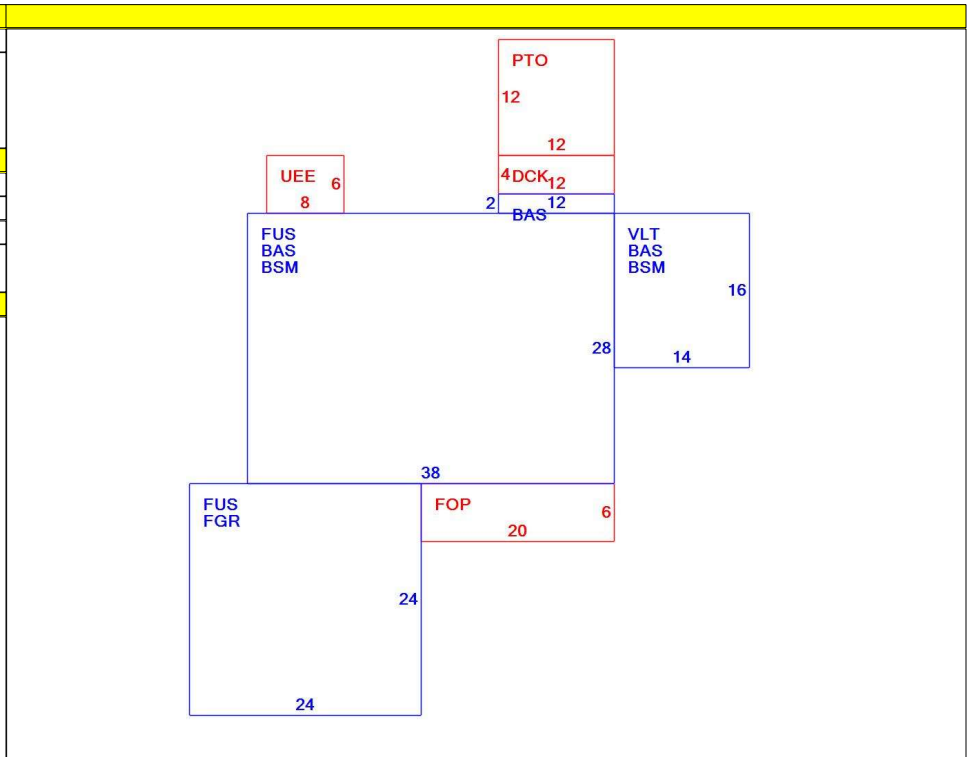 PTO
12
12
UEE 6
8
4 DCK 12
2 12
BAS
FUS
BAS
BSM
28
38
VLT
BAS
BSM
16
14
FUS
FGR
24
24
FOP
6
20